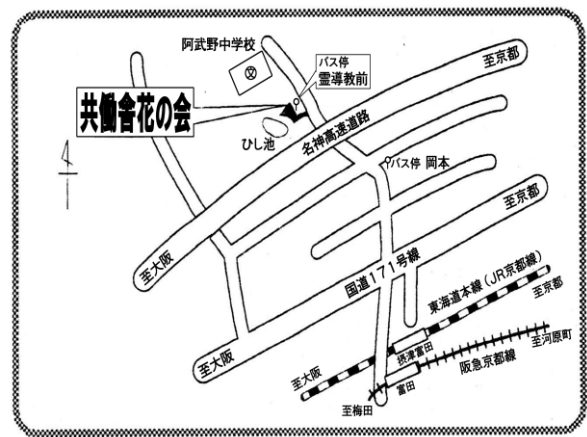 阿武野中学校
バス停
霊導教前
至京都
共働舎花の会
文
ひし池
名神高速道路
バス停 岡本
至京都
至大阪
国道171号線
東海道本線(JR京都線)
至京都
至大阪
摂津富田
至河原町
至大阪
阪急京都線
富田
至梅田